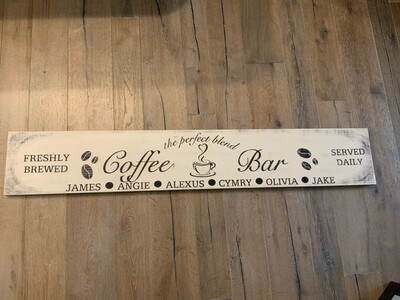 the perfect blend
FRESHLY
BREWED
Coffee Bar
SERVED
DAILY
JAMES ● ANGIE ● ALEXUS ● CYMRY ● OLIVIA ● JAKE